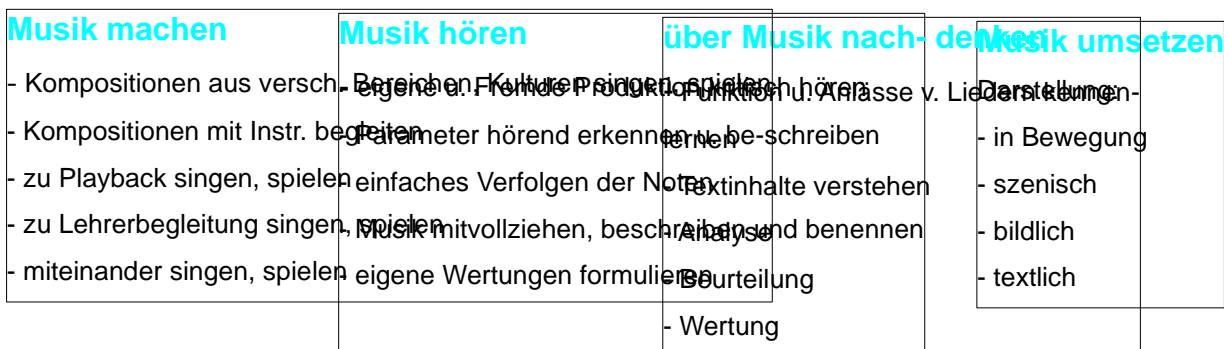 Musik machen
- Kompositionen aus versch. Bereichen, Kulturen singen, spielen
- Kompositionen mit Instr. begleiten
- zu Playback singen, spielen
- zu Lehrerbegleitung singen, spielen
- miteinander singen, spielen
Musik hören
- eigene u. Fremde Produktion kritisch hören
- Parameter hörend erkennen u. be-schreiben
- einfaches Verfolgen der Noten
- Musik mitvollziehen, beschreiben und benennen
- eigene Wertungen formulieren
über Musik nach- denken
- Funktion u. Anlässe v. Liedern kennen-
lernen
- Textinhalte verstehen
- Analyse
- Beurteilung
- Wertung
Musik umsetzen
Darstellung:
- in Bewegung
- szenisch
- bildlich
- textlich